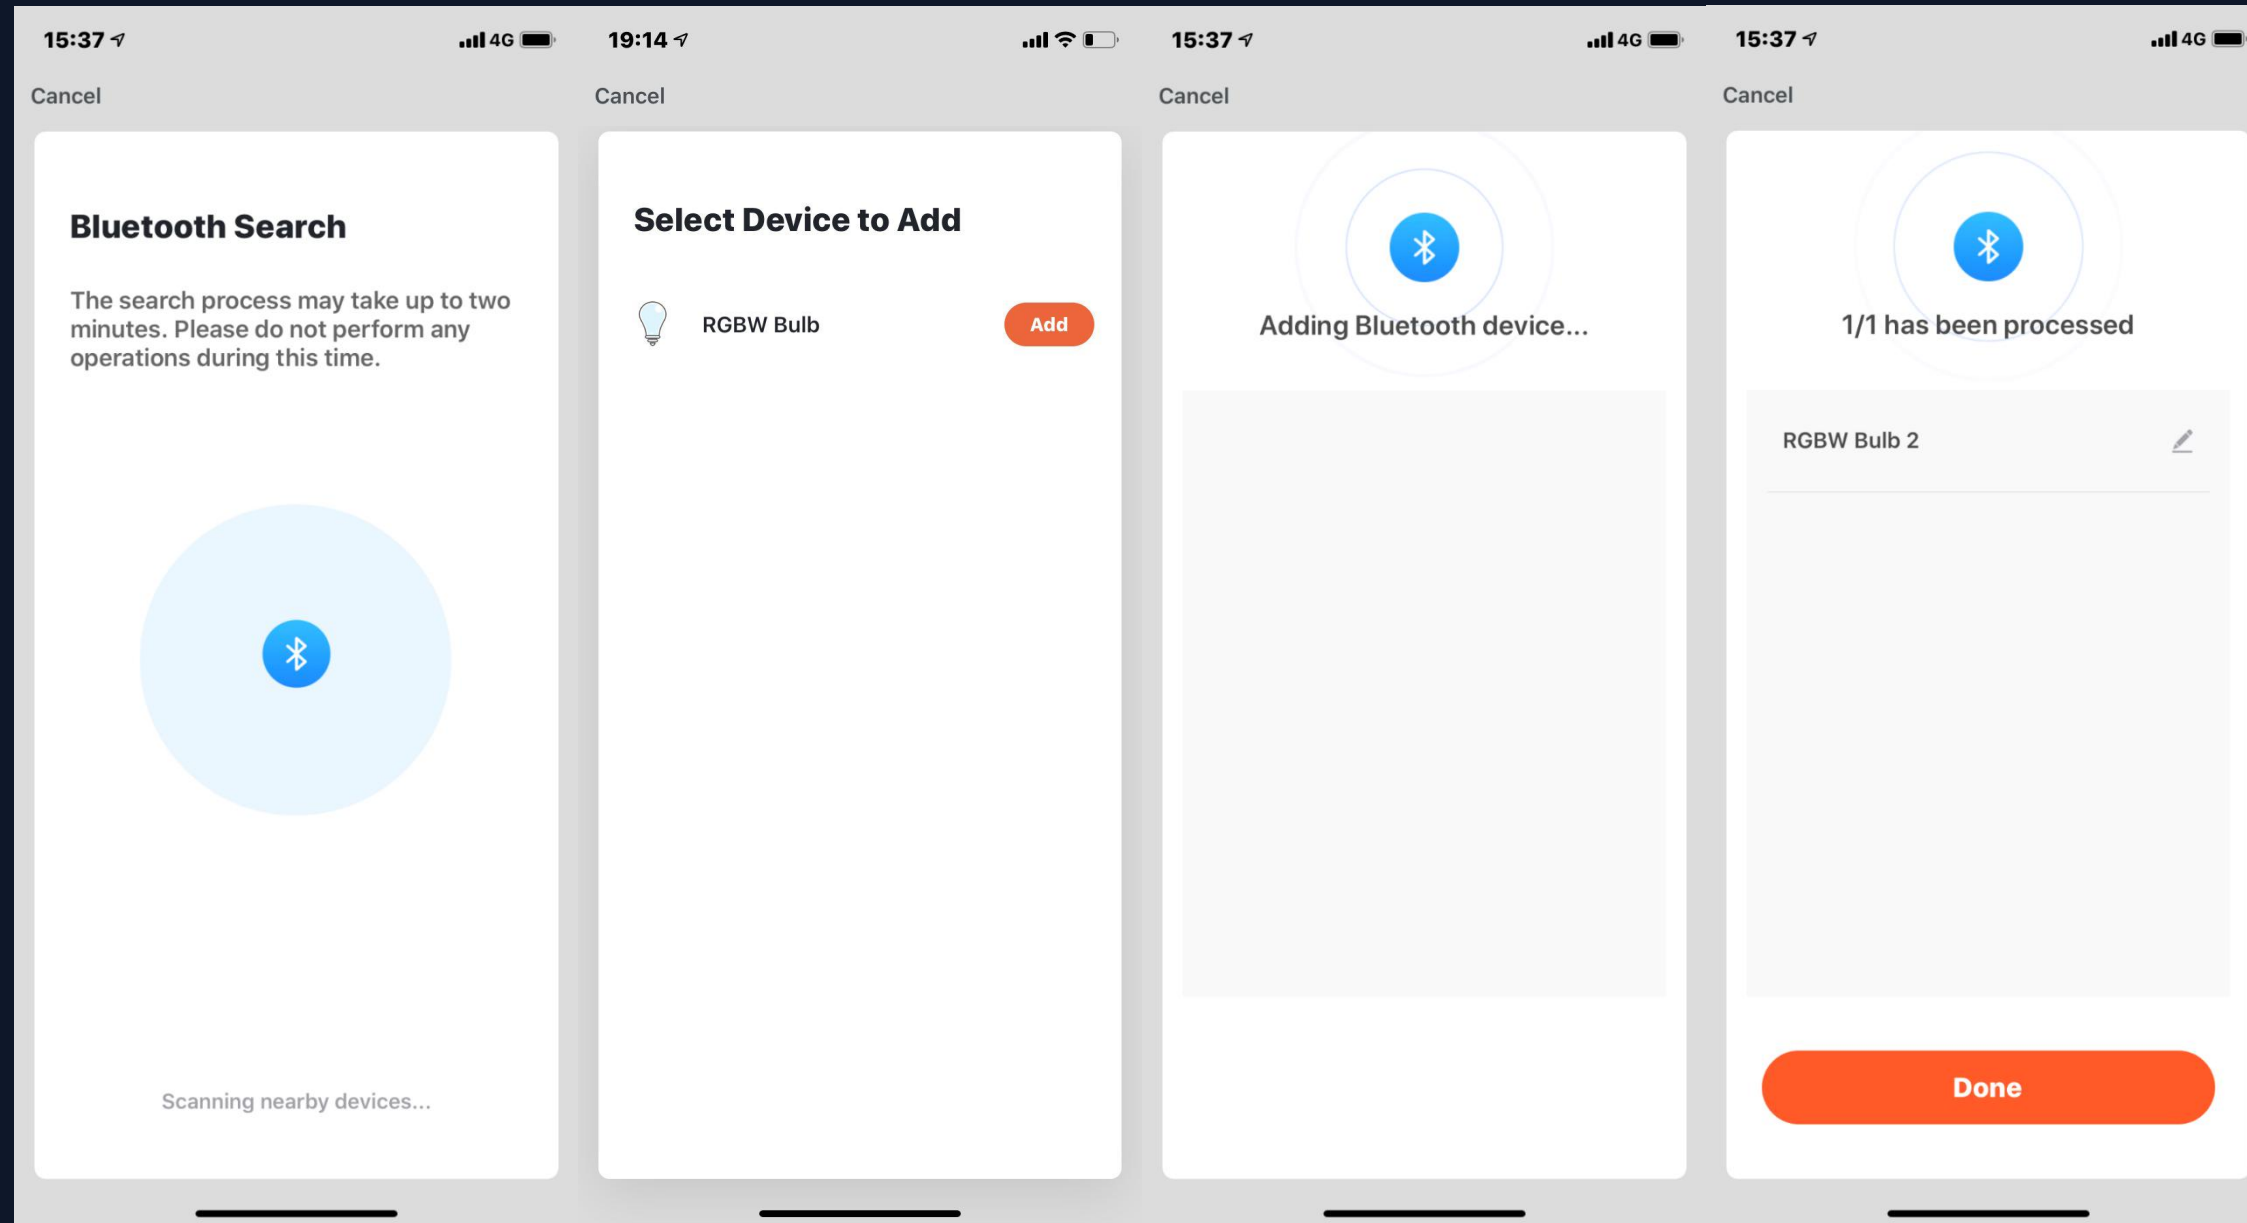 15:37
4G
Cancel
Bluetooth Search
The search process may take up to two
minutes. Please do not perform any
operations during this time.
Scanning nearby devices...
19:14
Cancel
Select Device to Add
RGBW Bulb
Add
15:37
4G
Cancel
Adding Bluetooth device...
15:37
4G
Cancel
1/1 has been processed
RGBW Bulb 2
Done